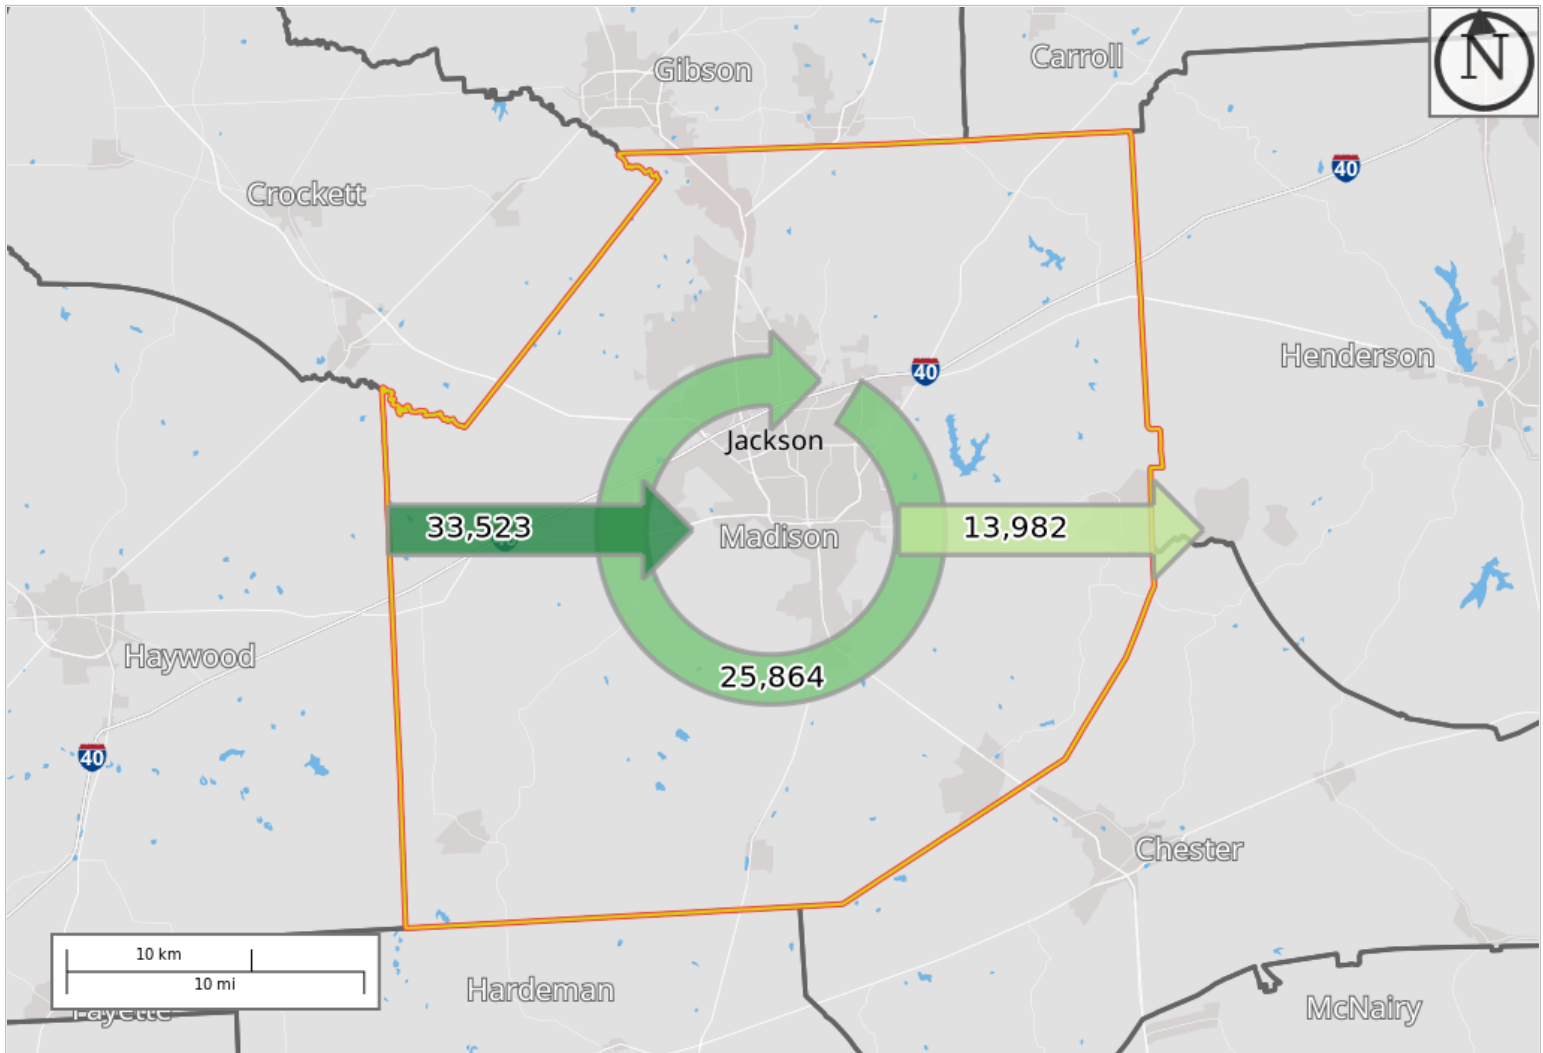 Gibson
Carroll
N
40
Crockett
Henderson
40
Jackson
33,523
Madison
13,982
Haywood
25,864
40
Chester
10 km
10 mi
Hardeman
Fayette
McNairy